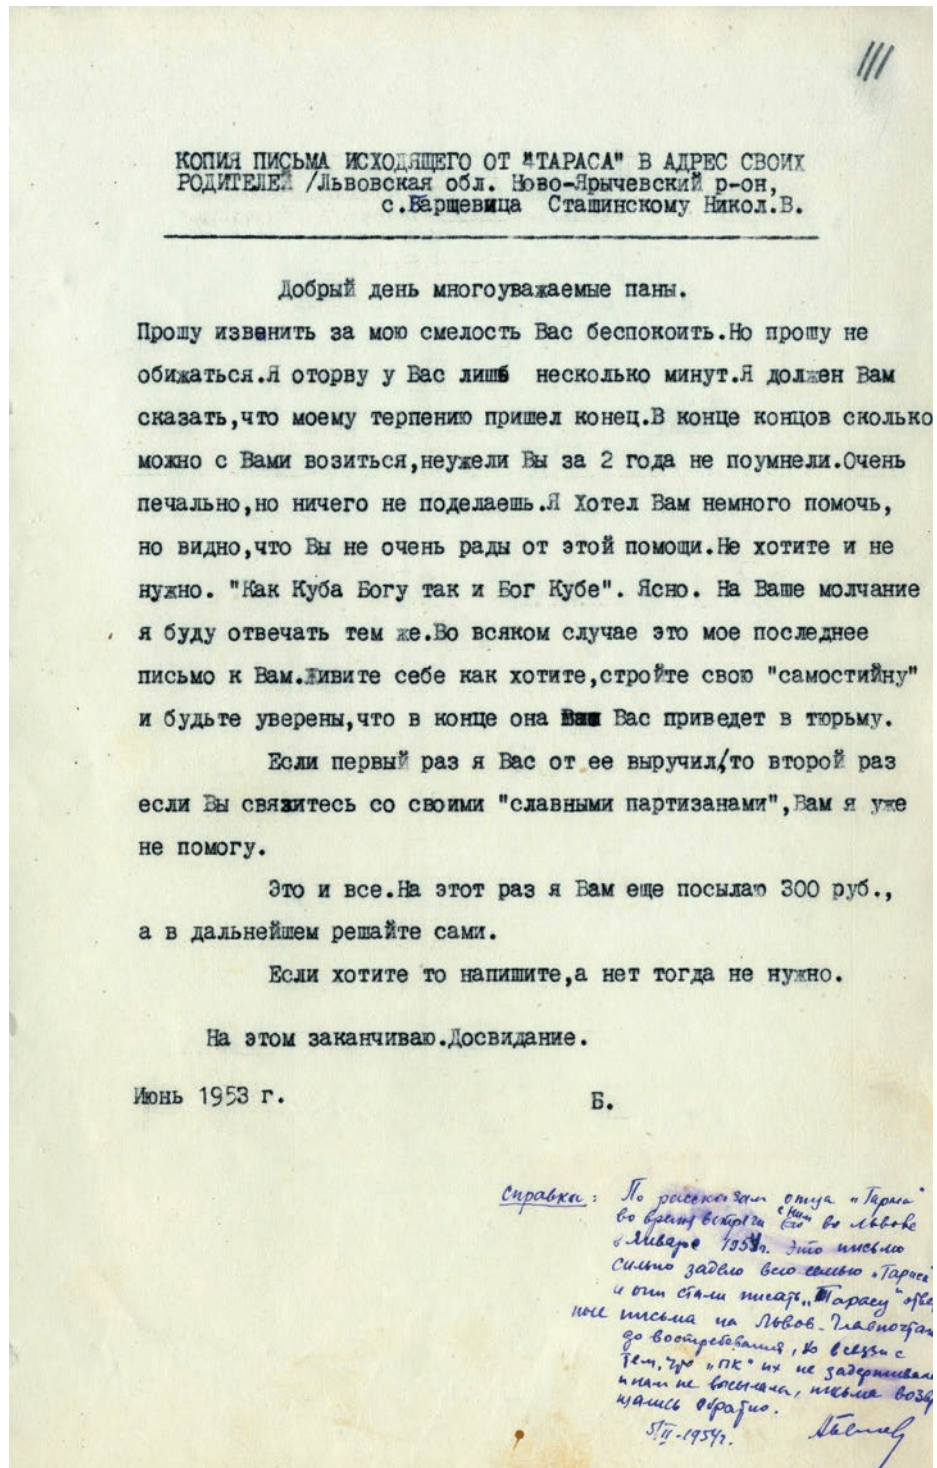 111
КОПИЯ ПИСЬМА ИСХОДЯЩЕГО ОТ "ТАРАСА" В АДРЕС СВОИХ
РОДИТЕЛЕЙ /Львовская обл. Ново-Ярычевский р-он,
с.Барщевица Сташинскому Никол.В.
Добрый день многоуважаемые паны.
Прошу извенить за мою смелость Вас беспокоить.Но прошу не
обижаться.Я оторву у Вас лишь несколько минут.Я должен Вам
сказать,что моему терпению пришел конец.В конце концов сколько
можно с Вами возиться,неужели Вы за 2 года не поумнели.Очень
печально,но ничего не поделаешь.Я Хотел Вам немного помочь,
но видно,что Вы не очень рады от этой помощи.Не хотите и не
нужно. "Как Куба Богу так и Бог Кубе". Ясно. На Ваше молчание
я буду отвечать тем же.Во всяком случае это мое последнее
письмо к Вам.Живите себе как хотите,стройте свою "самостийну"
и будьте уверены,что в конце она Вас приведет в тюрьму.
Если первый раз я Вас от ее выручил,то второй раз
если Вы свяжитесь со своими "славными партизанами",Вам я уже
не помогу.
Это и все.На этот раз я Вам еще посылаю 300 руб.,
а в дальнейшем решайте сами.
Если хотите то напишите,а нет тогда не нужно.
На этом заканчиваю.Досвидание.
Июнь 1953 г. Б.
Справка: По рассказам отца "Тараса"
во время встречи с ним во Львове
в Январе 1954г. Это письмо
сильно задело всю семью "Тараса"
и они стали писать "Тарасу" ответ
ные письма на Львов-Главпочтам
до востребования, но в связи с
тем, что "ПК" их не задерживала
и нам не высылала, письма возвр
щались обратно.
5/II-1954г.